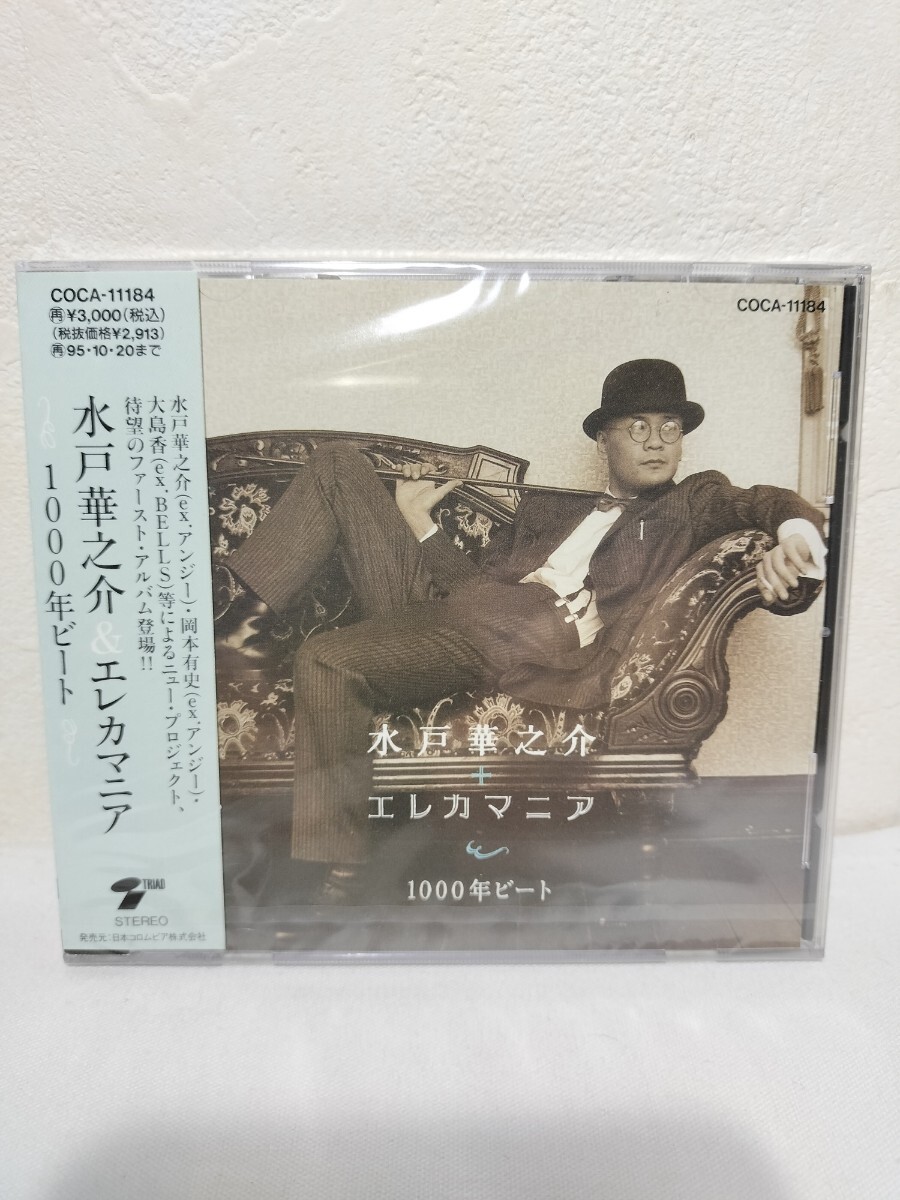 COCA-11184
㊢¥3,000(税込)
(税抜価格¥2,913)
㊢95・10・20まで
水戸華之介(ex.アンジー)・岡本有史(ex.アンジー)・
大島香(ex.BELLS)等によるニュー・プロジェクト、
待望のファースト・アルバム登場!!
水戸華之介&エレカマニア
1000年ビート
TRIAD
STEREO
発売元:日本コロムビア株式会社
COCA-11184
水戸華之介
+
エレカマニア
1000年ビート